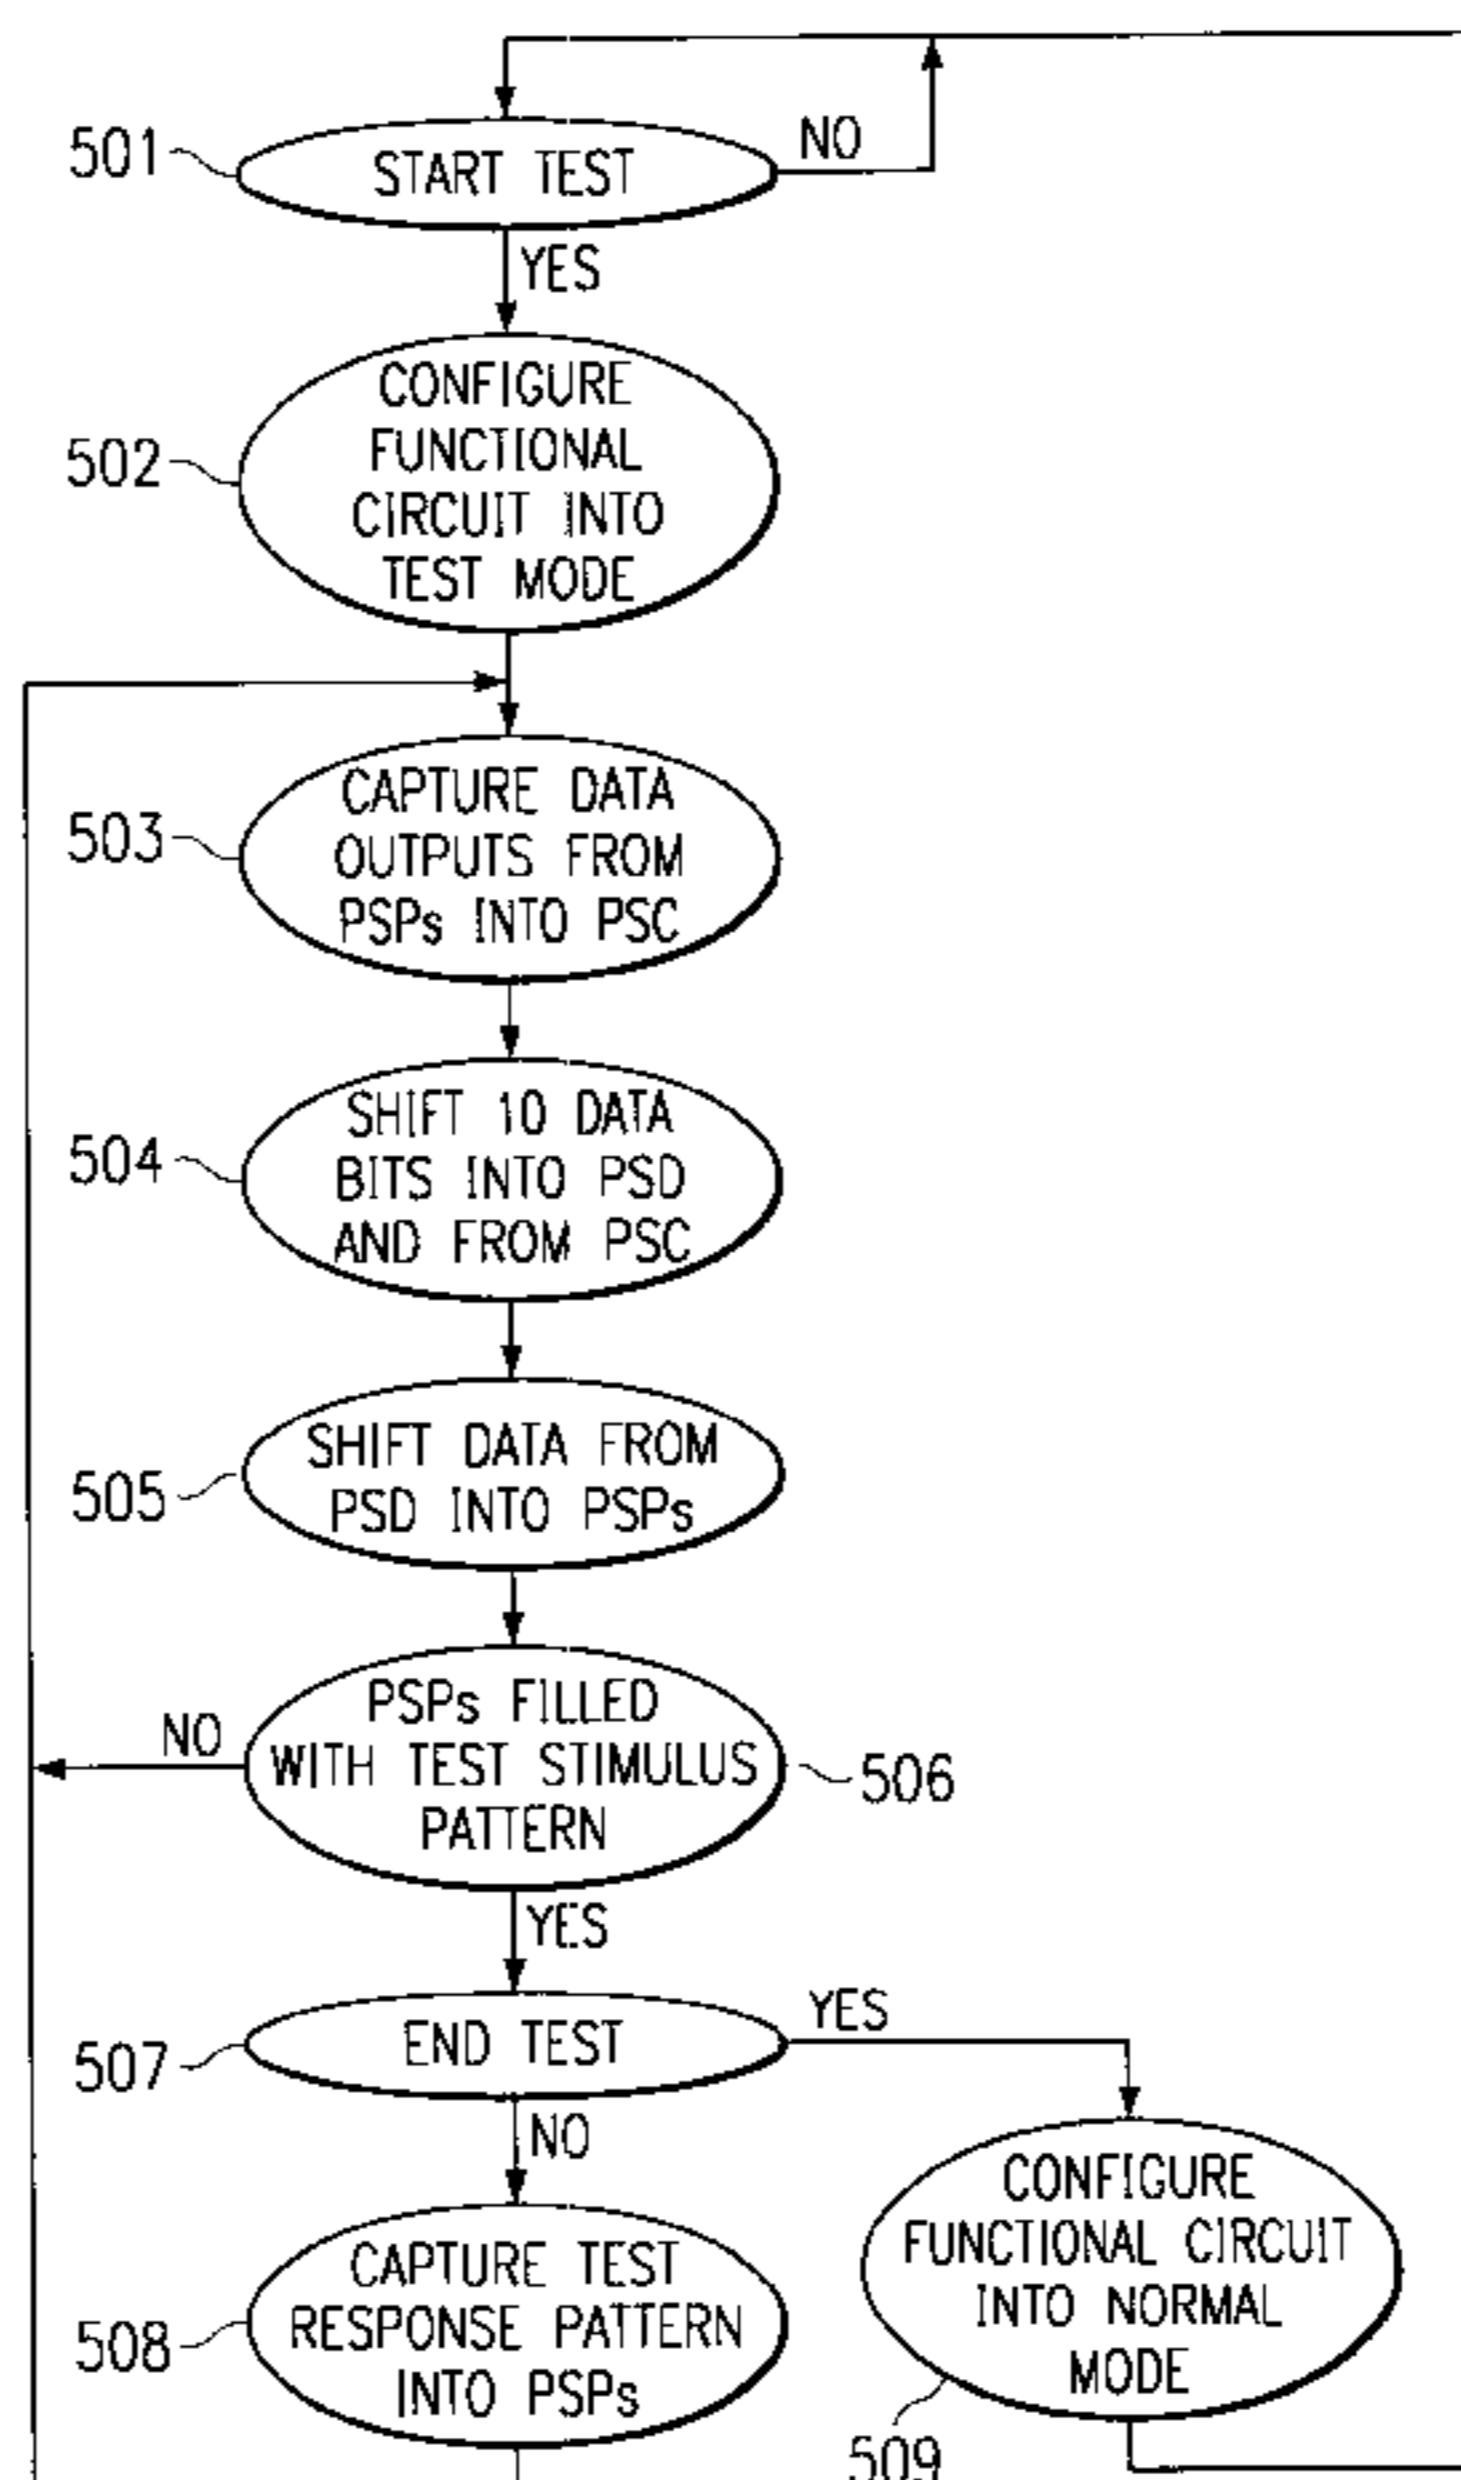 501
START TEST
NO
YES
502
CONFIGURE
FUNCTIONAL
CIRCUIT INTO
TEST MODE
503
CAPTURE DATA
OUTPUTS FROM
PSPs INTO PSC
504
SHIFT 10 DATA
BITS INTO PSD
AND FROM PSC
505
SHIFT DATA FROM
PSD INTO PSPs
NO
PSPs FILLED
WITH TEST STIMULUS
PATTERN
506
YES
507
END TEST
YES
NO
508
CAPTURE TEST
RESPONSE PATTERN
INTO PSPs
CONFIGURE
FUNCTIONAL CIRCUIT
INTO NORMAL
MODE
509